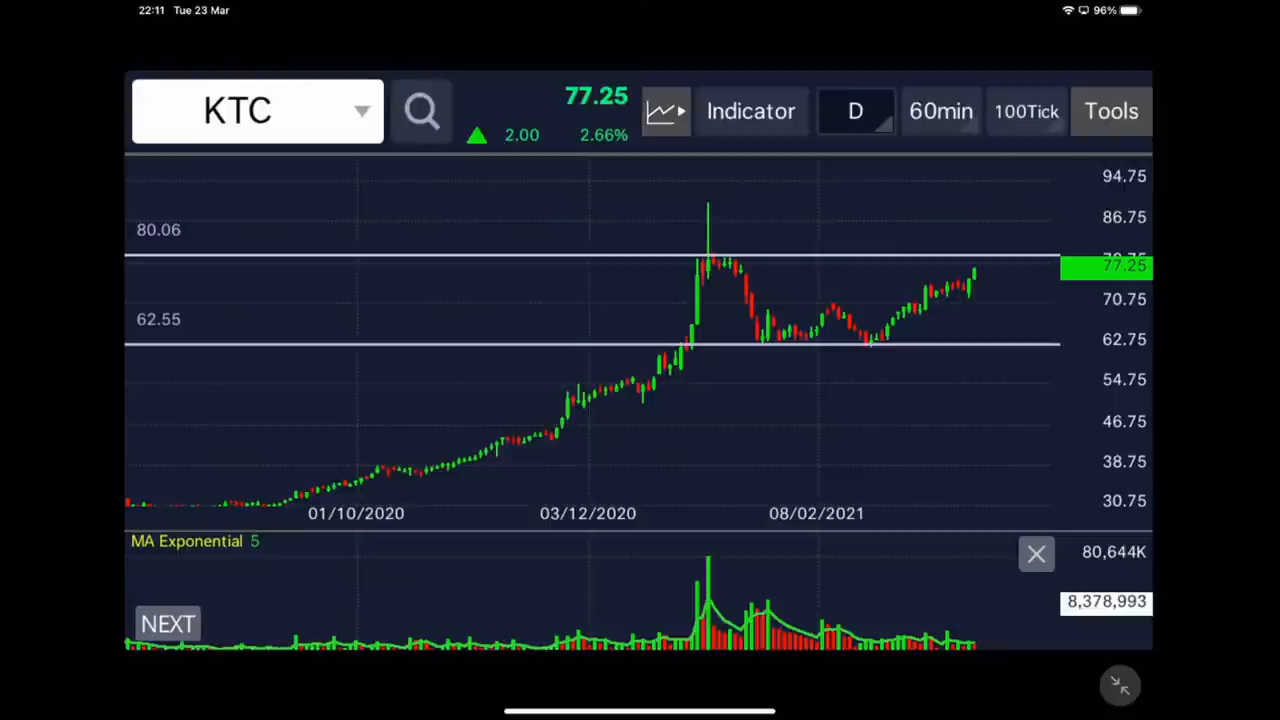 22:11 Tue 23 Mar
96%
KTC
77.25
2.00 2.66%
Indicator
D
60min
100Tick
Tools
94.75
86.75
80.06
77.25
70.75
62.55
62.75
54.75
46.75
38.75
30.75
01/10/2020 03/12/2020 08/02/2021
MA Exponential 5
80,644K
8,378,993
NEXT